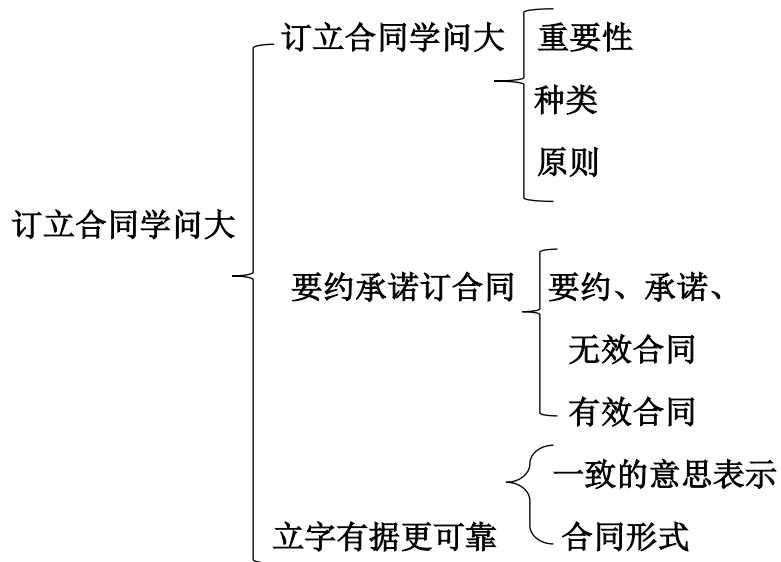 订立合同学问大
订立合同学问大
重要性
种类
原则
要约承诺订合同
要约、承诺、
无效合同
有效合同
立字有据更可靠
一致的意思表示
合同形式